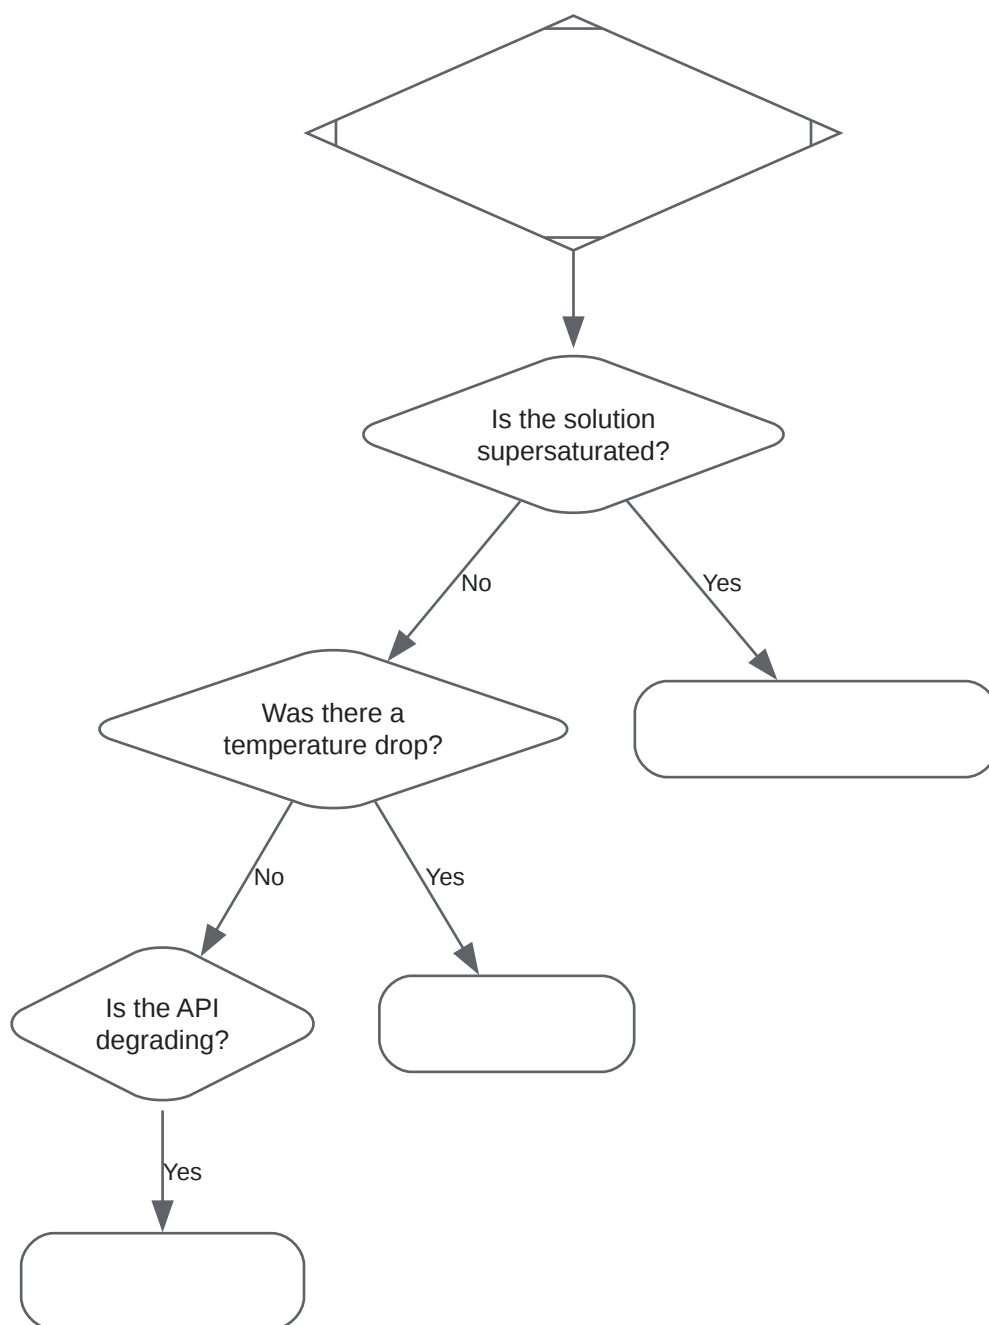 Is the solution
supersaturated?
No
Yes
Was there a
temperature drop?
No
Yes
Is the API
degrading?
Yes